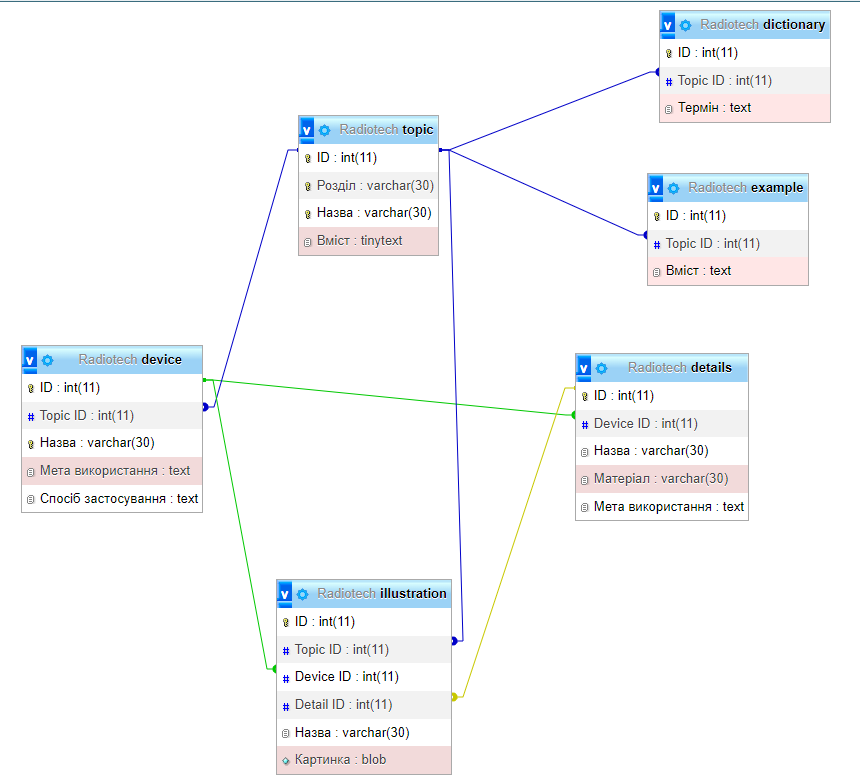 v Radiotech dictionary
ID : int(11)
# Topic ID : int(11)
Термін : text
v Radiotech topic
ID : int(11)
Розділ : varchar(30)
Назва : varchar(30)
Вміст : tinytext
v Radiotech example
ID : int(11)
# Topic ID : int(11)
Вміст : text
v Radiotech device
ID : int(11)
# Topic ID : int(11)
Назва : varchar(30)
Мета використання : text
Спосіб застосування : text
v Radiotech details
ID : int(11)
# Device ID : int(11)
Назва : varchar(30)
Матеріал : varchar(30)
Мета використання : text
v Radiotech illustration
ID : int(11)
# Topic ID : int(11)
# Device ID : int(11)
# Detail ID : int(11)
Назва : varchar(30)
Картинка : blob